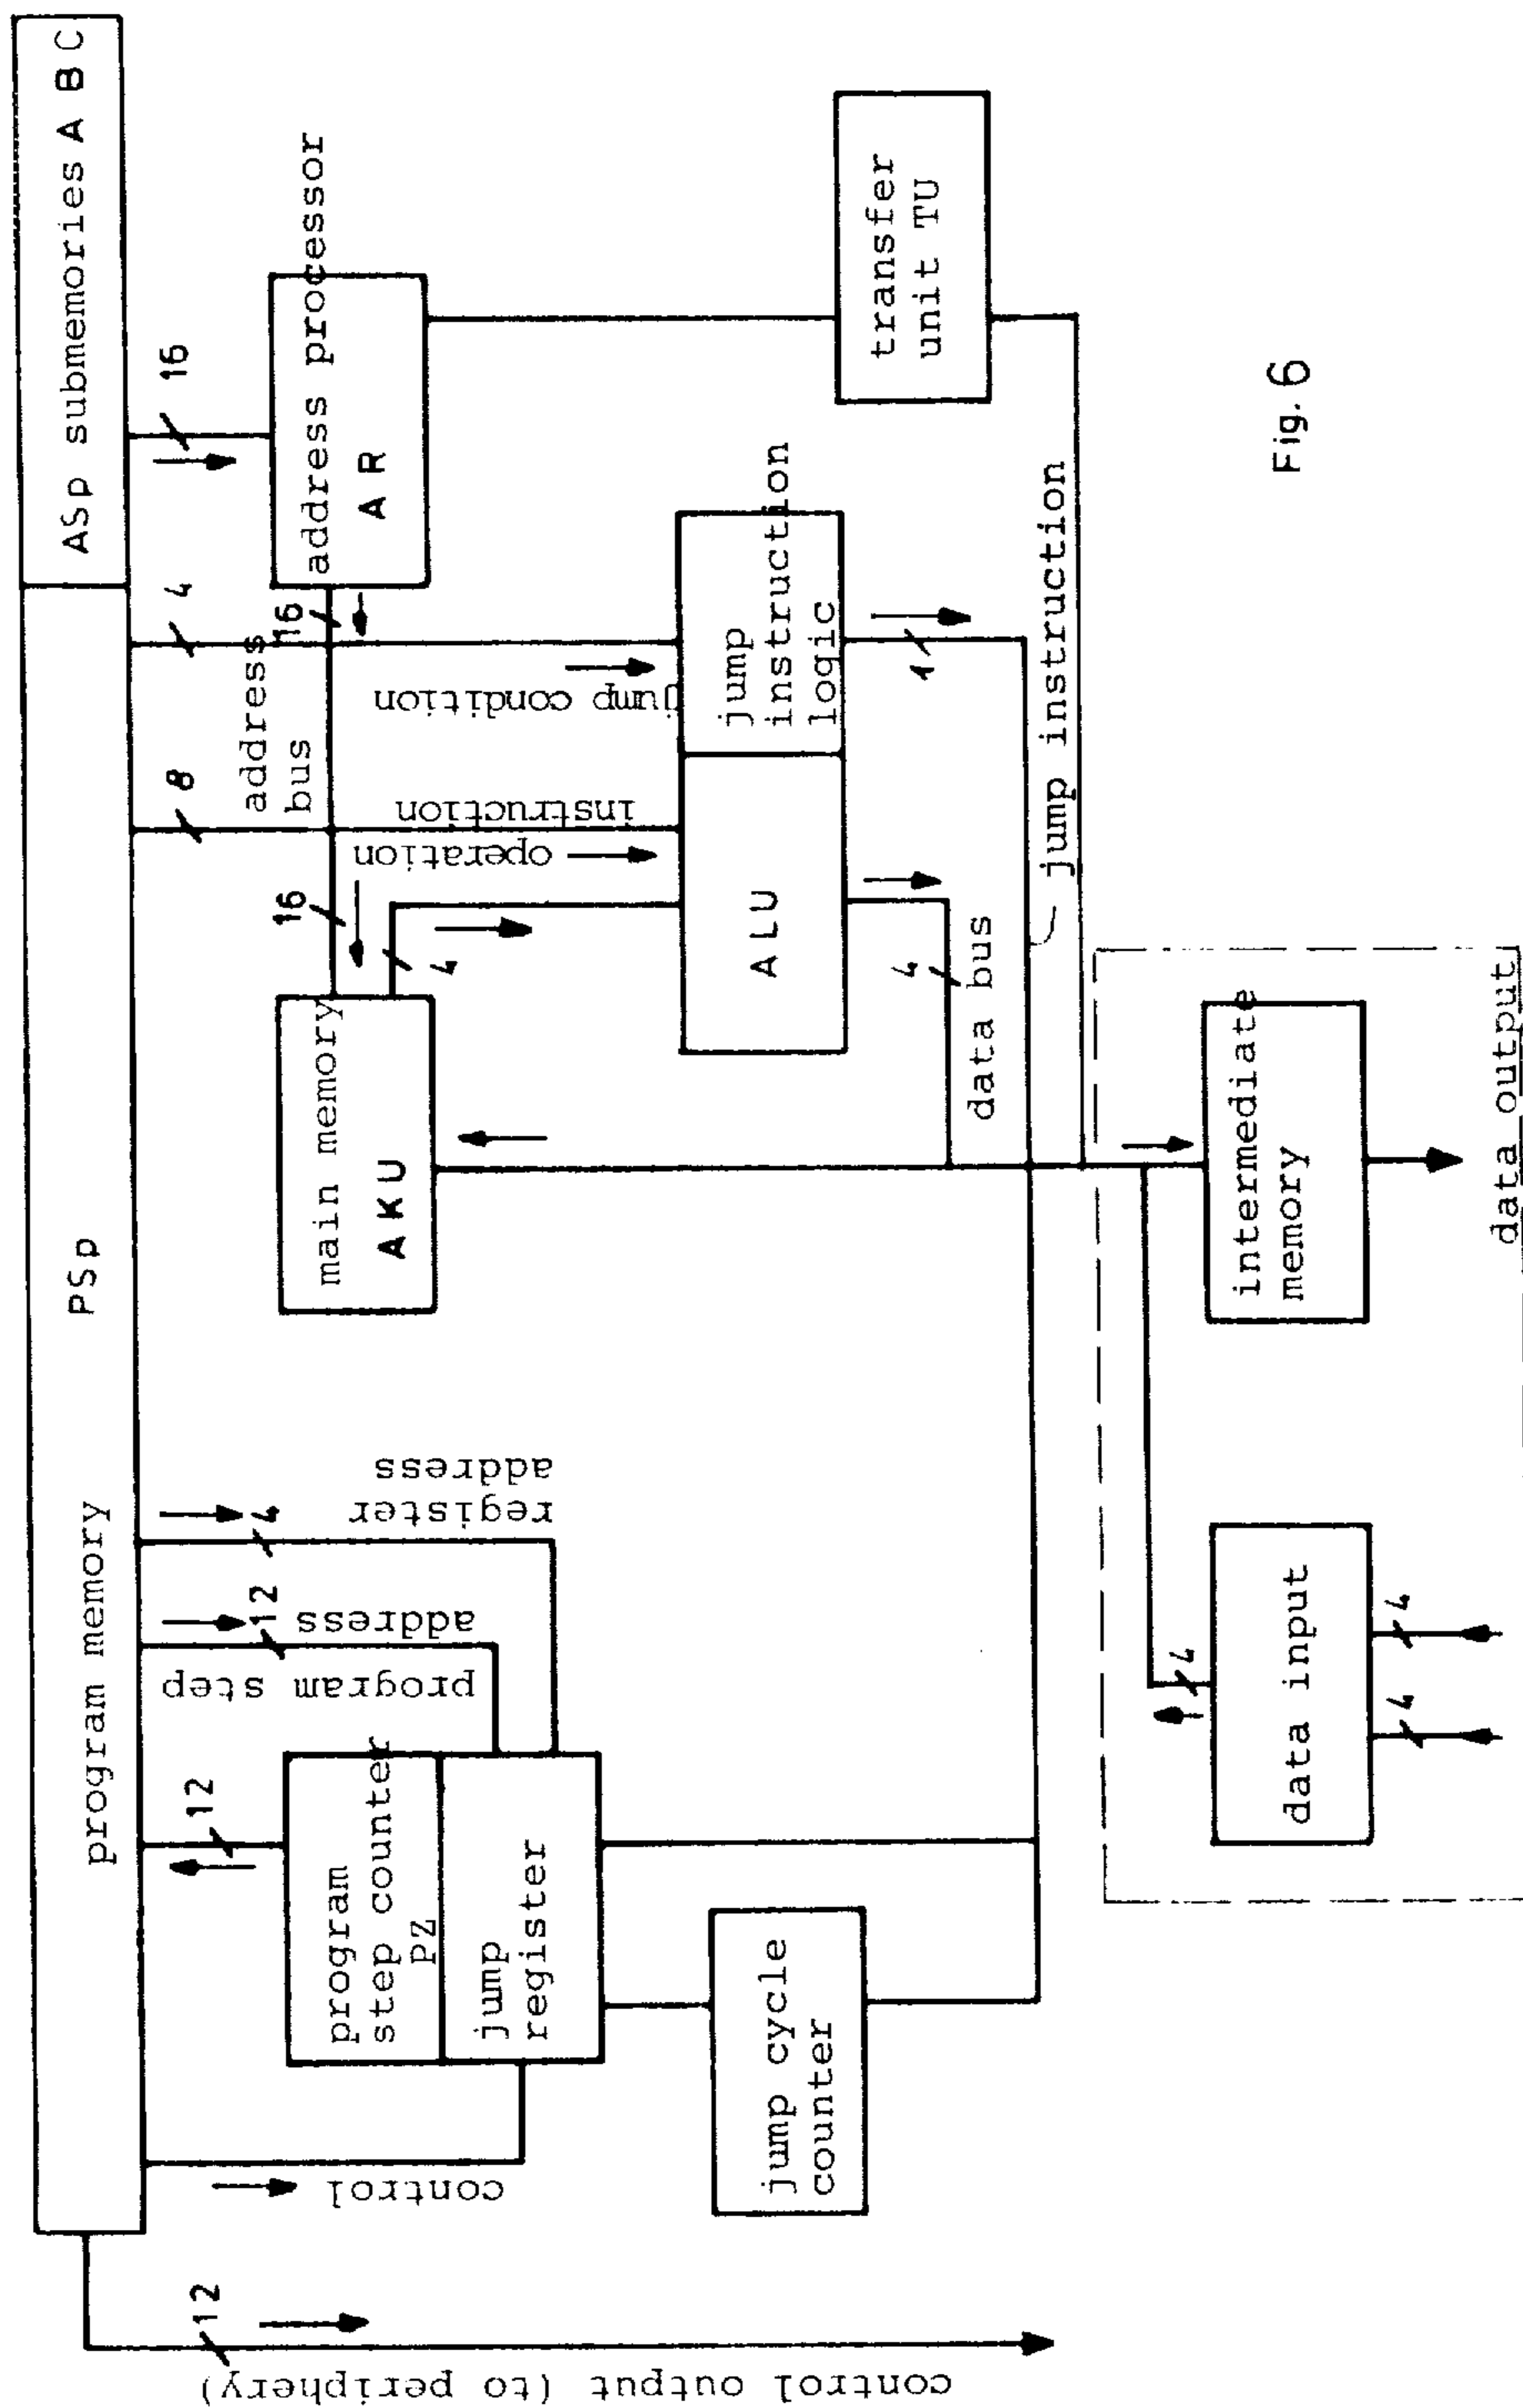 program memory
PSp
ASp submemories A B C
12
control output (to periphery)
control
12
program step
address
12
register
address
4
8
4
16
program
step counter
PZ
jump
register
jump cycle
counter
main memory
AKU
16
4
address
bus
16
address processor
AR
operation
instruction
jump condition
ALU
jump
instruction
logic
4
data bus
1
jump instruction
transfer
unit TU
data input
4
4
4
intermediate
memory
data output
Fig. 6